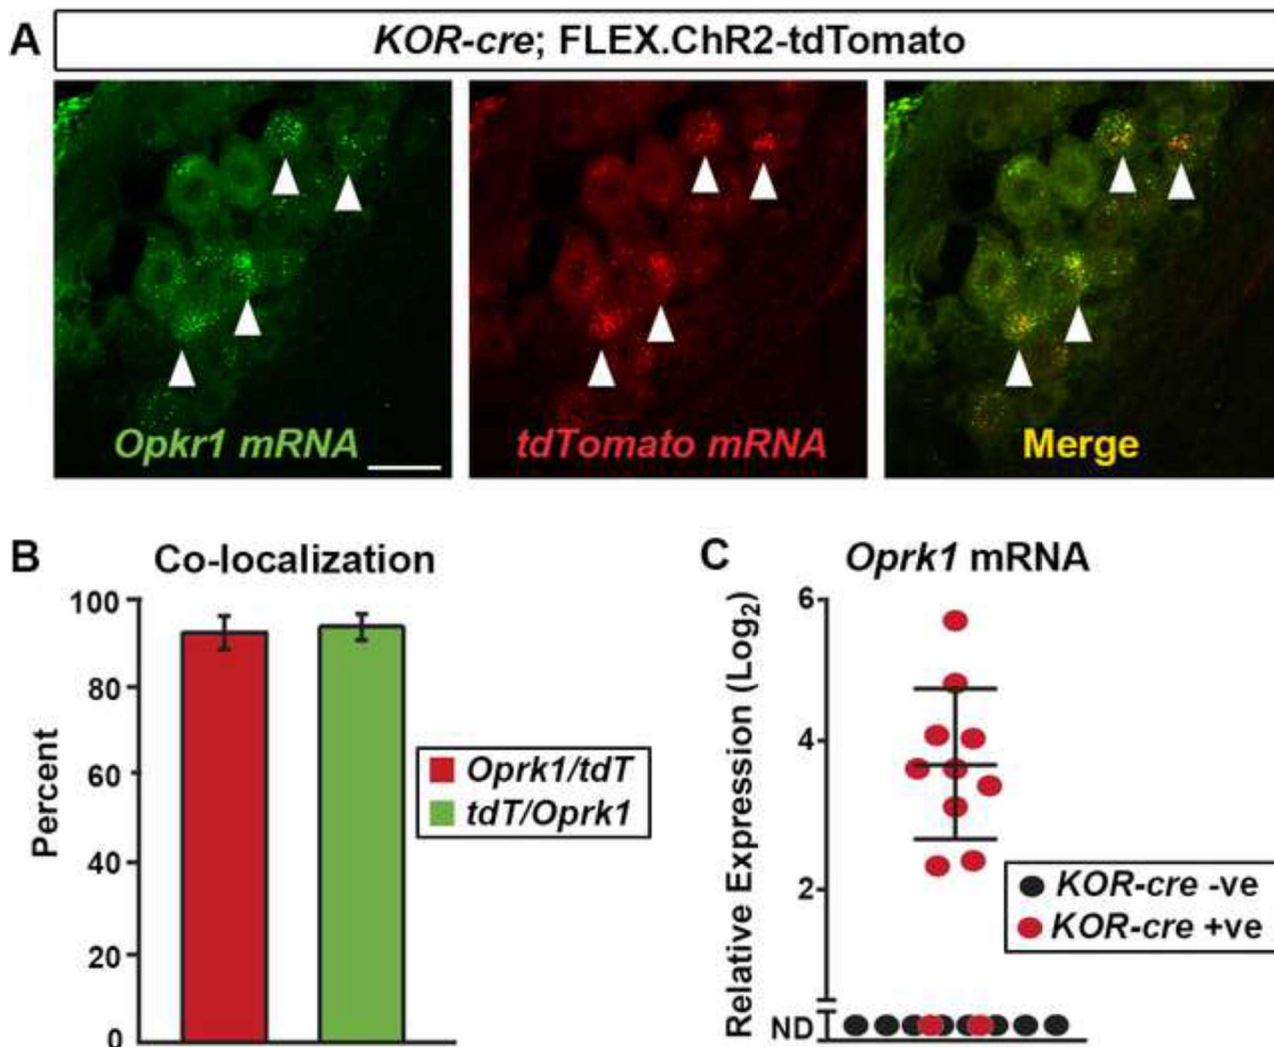 A
KOR-cre; FLEX.ChR2-tdTomato
Opkr1 mRNA
tdTomato mRNA
Merge
B
Co-localization
100
80
60
40
20
0
Percent
Oprk1/tdT
tdT/Oprk1
C
Oprk1 mRNA
6
4
2
ND
Relative Expression (Log2)
KOR-cre -ve
KOR-cre +ve